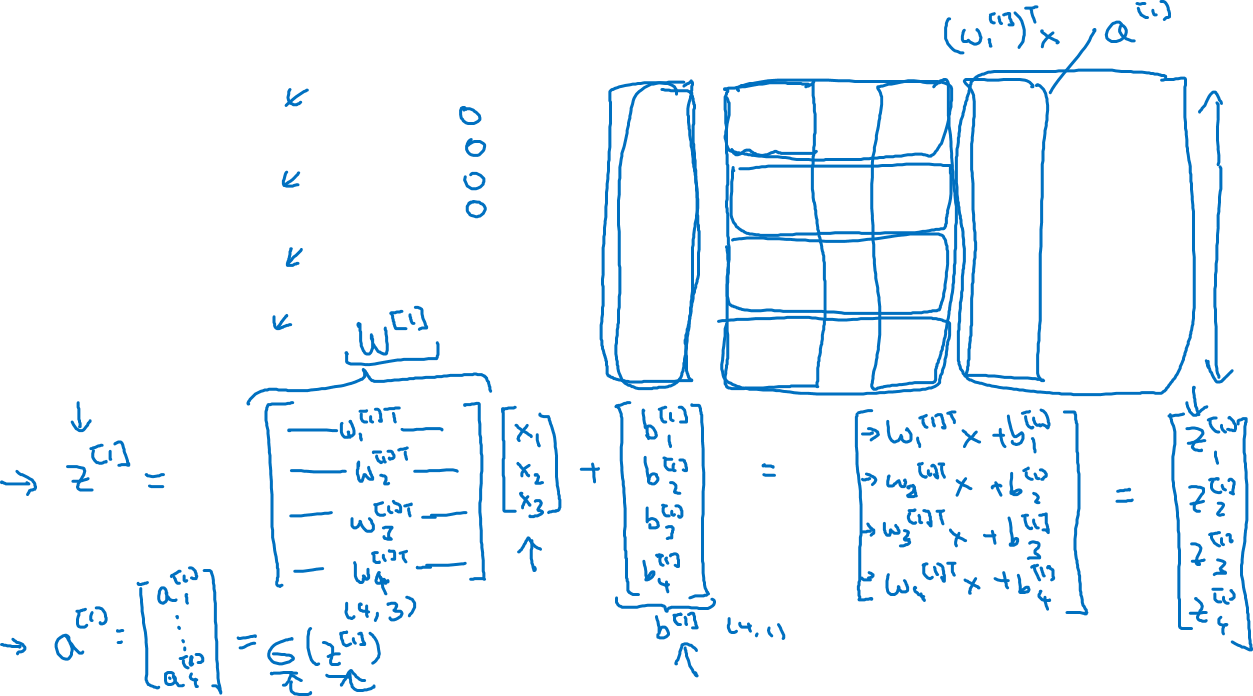 (w₁^[1])ᵀx a^[1]
W^[1]
→ z^[1] = [ — w₁^[1]T — ] [ x₁ ] + [ b₁^[1] ] = [ → w₁^[1]T x + b₁^[1] ] = [ z₁^[1] ]
[ — w₂^[1]T — ] [ x₂ ] [ b₂^[1] ] [ → w₂^[1]T x + b₂^[1] ] [ z₂^[1] ]
[ — w₃^[1]T — ] [ x₃ ] [ b₃^[1] ] [ → w₃^[1]T x + b₃^[1] ] [ z₃^[1] ]
[ — w₄^[1]T — ] [ b₄^[1] ] [ → w₄^[1]T x + b₄^[1] ] [ z₄^[1] ]
(4,3)
b^[1] (4,1)
→ a^[1] = [ a₁^[1] ⋮ a₄^[1] ] = σ(z^[1])